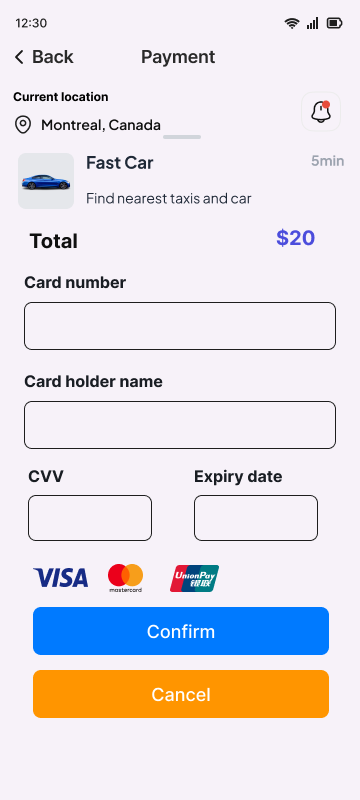 12:30
Back
Payment
Current location
Montreal, Canada
Fast Car
5min
Find nearest taxis and car
Total
$20
Card number
Card holder name
CVV
Expiry date
VISA
mastercard
UnionPay
银联
Confirm
Cancel